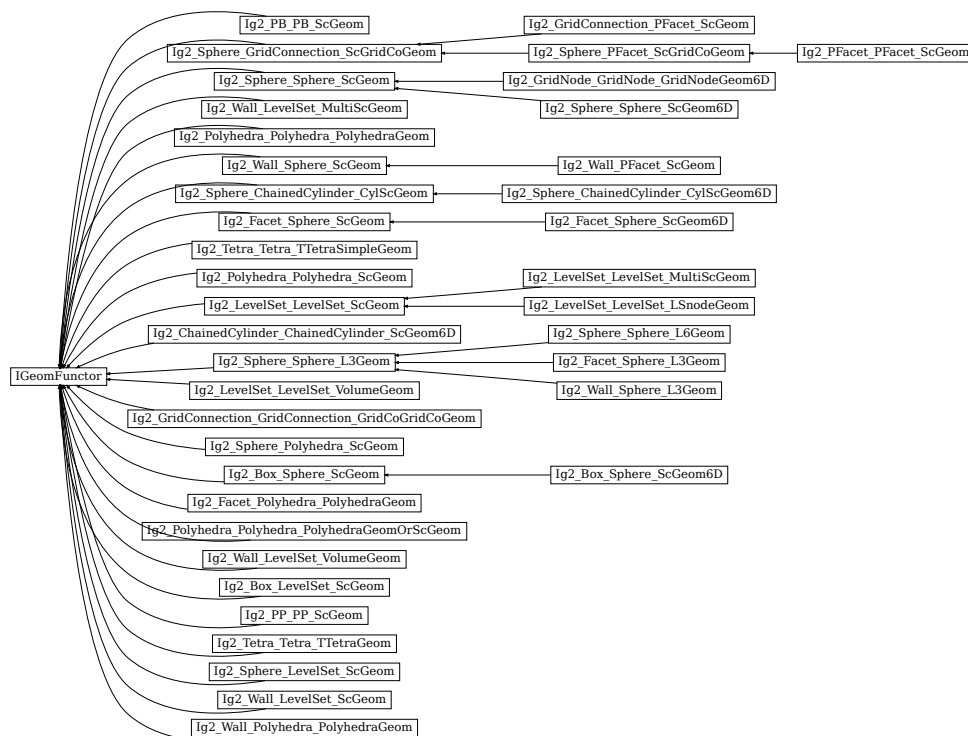 Ig2_PB_PB_ScGeom
Ig2_GridConnection_PFacet_ScGeom
Ig2_Sphere_GridConnection_ScGridCoGeom
Ig2_Sphere_PFacet_ScGridCoGeom
Ig2_PFacet_PFacet_ScGeom
Ig2_Sphere_Sphere_ScGeom
Ig2_GridNode_GridNode_GridNodeGeom6D
Ig2_Wall_LevelSet_MultiScGeom
Ig2_Sphere_Sphere_ScGeom6D
Ig2_Polyhedra_Polyhedra_PolyhedraGeom
Ig2_Wall_Sphere_ScGeom
Ig2_Wall_PFacet_ScGeom
Ig2_Sphere_ChainedCylinder_CylScGeom
Ig2_Sphere_ChainedCylinder_CylScGeom6D
Ig2_Facet_Sphere_ScGeom
Ig2_Facet_Sphere_ScGeom6D
Ig2_Tetra_Tetra_TTetraSimpleGeom
Ig2_Polyhedra_Polyhedra_ScGeom
Ig2_LevelSet_LevelSet_MultiScGeom
Ig2_LevelSet_LevelSet_ScGeom
Ig2_LevelSet_LevelSet_LSnodeGeom
Ig2_ChainedCylinder_ChainedCylinder_ScGeom6D
Ig2_Sphere_Sphere_L6Geom
Ig2_Sphere_Sphere_L3Geom
Ig2_Facet_Sphere_L3Geom
IGeomFunctor
Ig2_LevelSet_LevelSet_VolumeGeom
Ig2_Wall_Sphere_L3Geom
Ig2_GridConnection_GridConnection_GridCoGridCoGeom
Ig2_Sphere_Polyhedra_ScGeom
Ig2_Box_Sphere_ScGeom
Ig2_Box_Sphere_ScGeom6D
Ig2_Facet_Polyhedra_PolyhedraGeom
Ig2_Polyhedra_Polyhedra_PolyhedraGeomOrScGeom
Ig2_Wall_LevelSet_VolumeGeom
Ig2_Box_LevelSet_ScGeom
Ig2_PP_PP_ScGeom
Ig2_Tetra_Tetra_TTetraGeom
Ig2_Sphere_LevelSet_ScGeom
Ig2_Wall_LevelSet_ScGeom
Ig2_Wall_Polyhedra_PolyhedraGeom